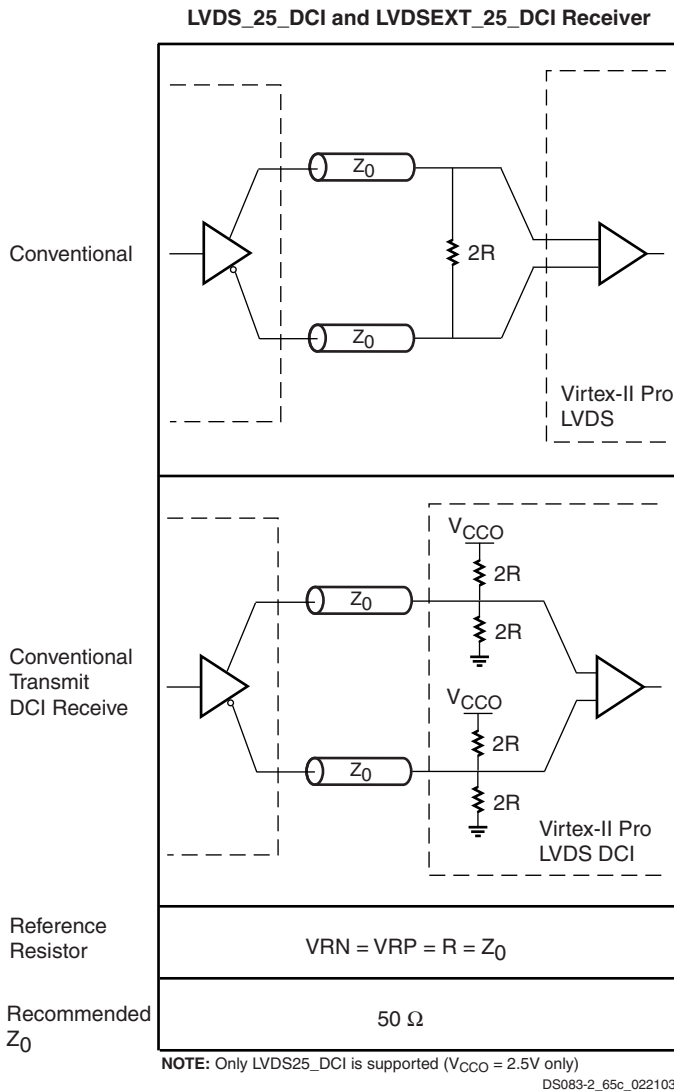 LVDS_25_DCI and LVDSEXT_25_DCI Receiver
Z0
Conventional
2R
Z0
Virtex-II Pro
LVDS
VCCO
2R
Z0
2R
Conventional
Transmit
DCI Receive
VCCO
2R
Z0
2R
Virtex-II Pro
LVDS DCI
Reference
Resistor
VRN = VRP = R = Z0
Recommended
Z0
50 Ω
NOTE: Only LVDS25_DCI is supported (VCCO = 2.5V only)
DS083-2_65c_022103